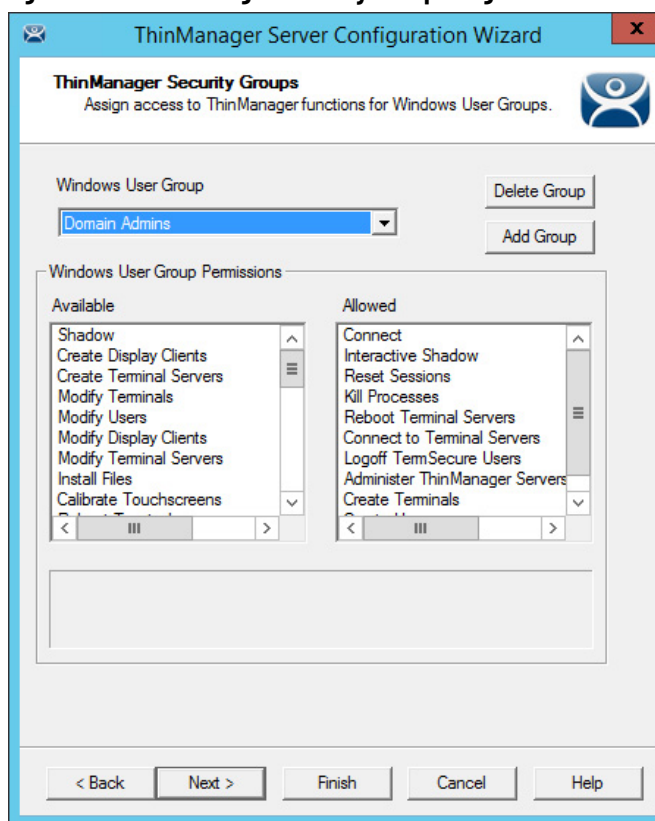 ThinManager Server Configuration Wizard
x
ThinManager Security Groups
Assign access to ThinManager functions for Windows User Groups.
Windows User Group
Delete Group
Domain Admins
Add Group
Windows User Group Permissions
Available
Allowed
Shadow
Create Display Clients
Create Terminal Servers
Modify Terminals
Modify Users
Modify Display Clients
Modify Terminal Servers
Install Files
Calibrate Touchscreens
Connect
Interactive Shadow
Reset Sessions
Kill Processes
Reboot Terminal Servers
Connect to Terminal Servers
Logoff TermSecure Users
Administer ThinManager Servers
Create Terminals
< Back
Next >
Finish
Cancel
Help